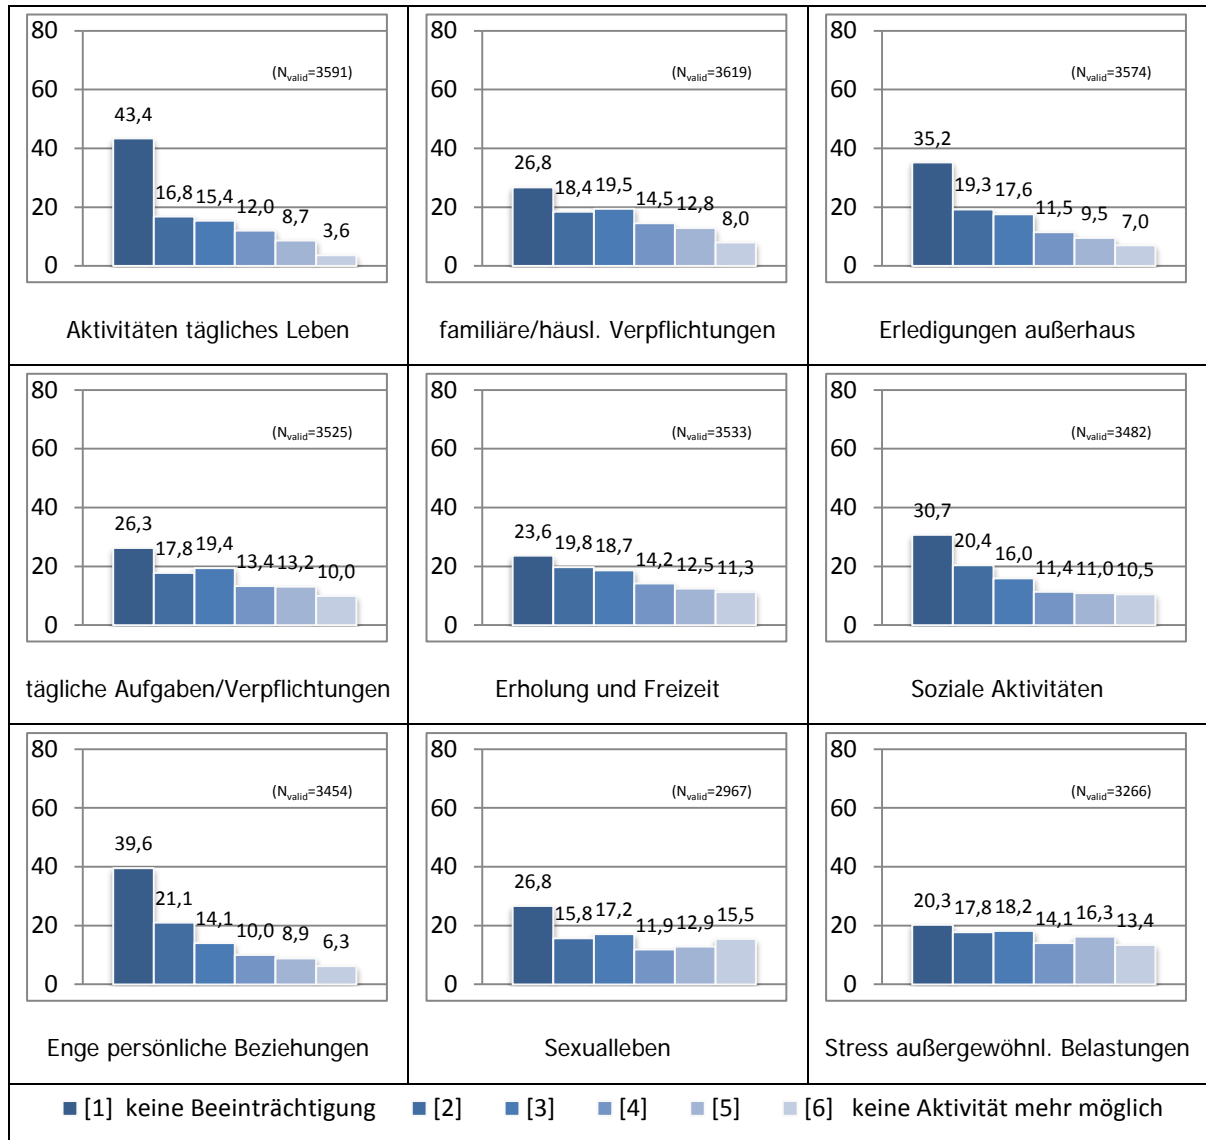 80
60
40
20
0
(Nvalid=3591)
43,4
16,8 15,4 12,0 8,7 3,6
Aktivitäten tägliches Leben
80
60
40
20
0
(Nvalid=3619)
26,8
18,4 19,5 14,5 12,8 8,0
familiäre/häusl. Verpflichtungen
80
60
40
20
0
(Nvalid=3574)
35,2
19,3 17,6 11,5 9,5 7,0
Erledigungen außerhaus
80
60
40
20
0
(Nvalid=3525)
26,3
17,8 19,4 13,4 13,2 10,0
tägliche Aufgaben/Verpflichtungen
80
60
40
20
0
(Nvalid=3533)
23,6 19,8 18,7 14,2 12,5 11,3
Erholung und Freizeit
80
60
40
20
0
(Nvalid=3482)
30,7
20,4 16,0 11,4 11,0 10,5
Soziale Aktivitäten
80
60
40
20
0
(Nvalid=3454)
39,6
21,1 14,1 10,0 8,9 6,3
Enge persönliche Beziehungen
80
60
40
20
0
(Nvalid=2967)
26,8
15,8 17,2 11,9 12,9 15,5
Sexualleben
80
60
40
20
0
(Nvalid=3266)
20,3 17,8 18,2 14,1 16,3 13,4
Stress außergewöhnl. Belastungen
[1] keine Beeinträchtigung [2] [3] [4] [5] [6] keine Aktivität mehr möglich